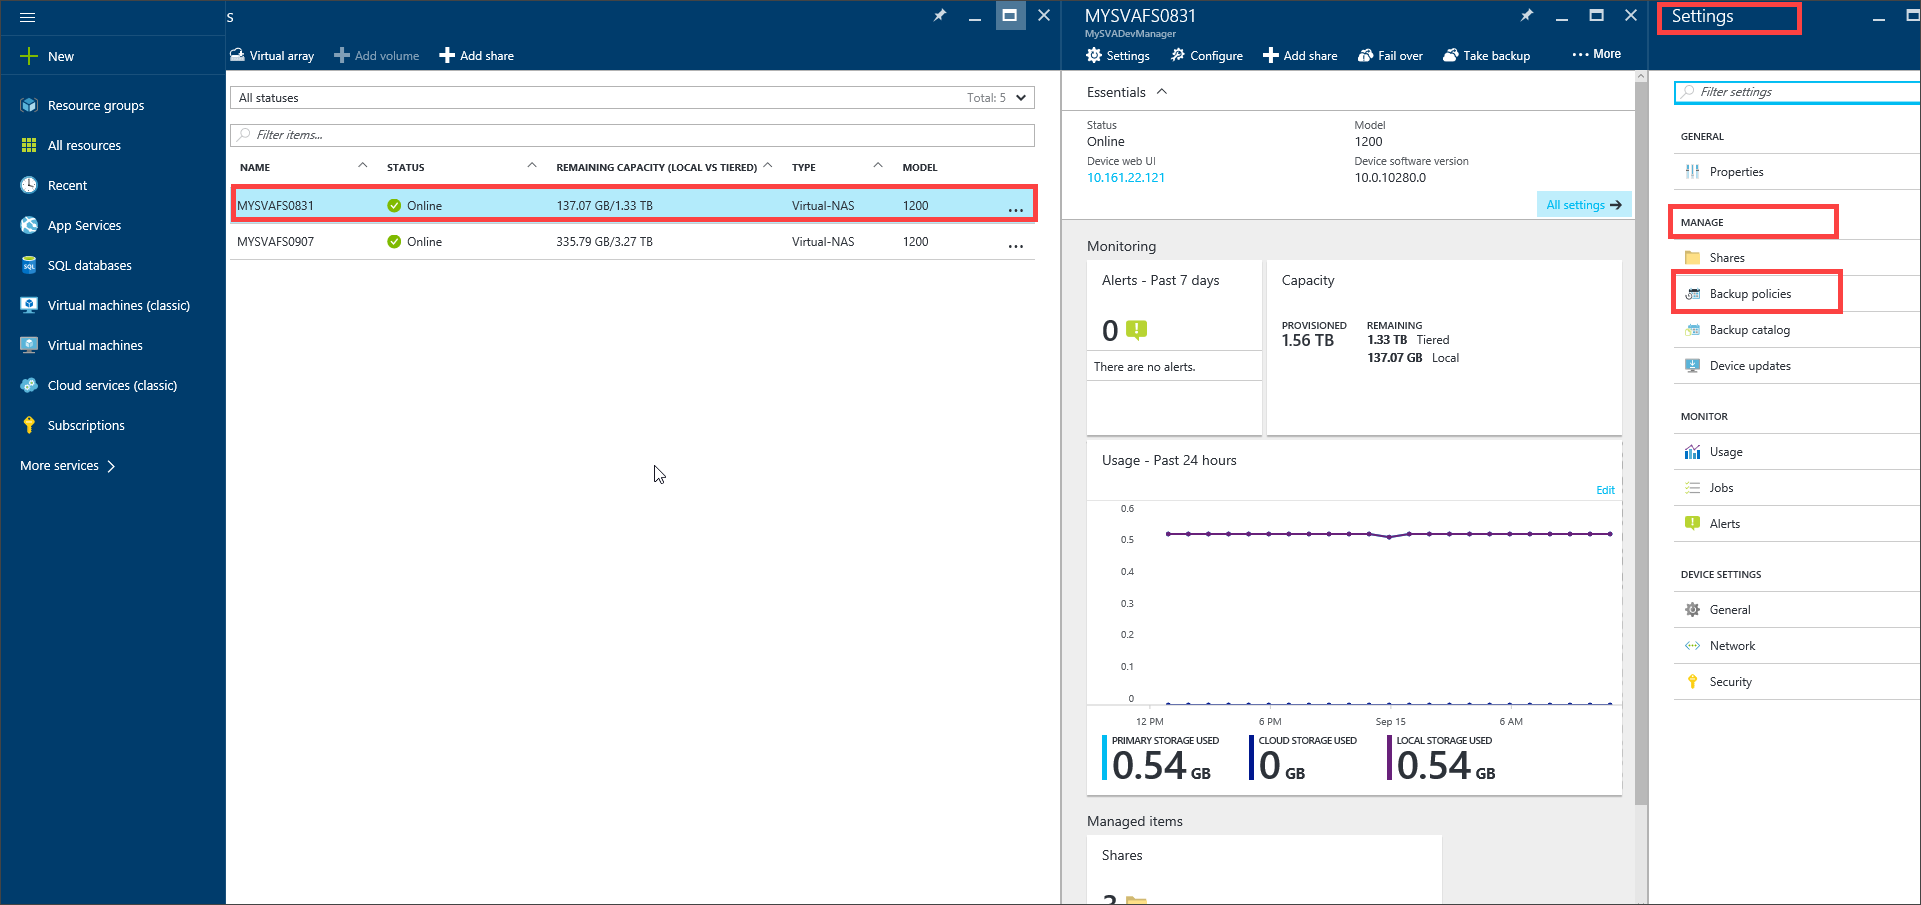 New
Resource groups
All resources
Recent
App Services
SQL databases
Virtual machines (classic)
Virtual machines
Cloud services (classic)
Subscriptions
More services
s
Virtual array
Add volume
Add share
All statuses
Total: 5
Filter items...
NAME STATUS REMAINING CAPACITY (LOCAL VS TIERED) TYPE MODEL
MYSVAFS0831 Online 137.07 GB/1.33 TB Virtual-NAS 1200 ...
MYSVAFS0907 Online 335.79 GB/3.27 TB Virtual-NAS 1200 ...
MYSVAFS0831
MySVADevManager
Settings
Configure
Add share
Fail over
Take backup
... More
Essentials
Status
Online
Device web UI
10.161.22.121
Model
1200
Device software version
10.0.10280.0
All settings
Monitoring
Alerts - Past 7 days
0
There are no alerts.
Capacity
PROVISIONED
1.56 TB
REMAINING
1.33 TB Tiered
137.07 GB Local
Usage - Past 24 hours
Edit
0.6
0.5
0.4
0.3
0.2
0.1
0
12 PM 6 PM Sep 15 6 AM
PRIMARY STORAGE USED
0.54 GB
CLOUD STORAGE USED
0 GB
LOCAL STORAGE USED
0.54 GB
Managed items
Shares
Settings
Filter settings
GENERAL
Properties
MANAGE
Shares
Backup policies
Backup catalog
Device updates
MONITOR
Usage
Jobs
Alerts
DEVICE SETTINGS
General
Network
Security